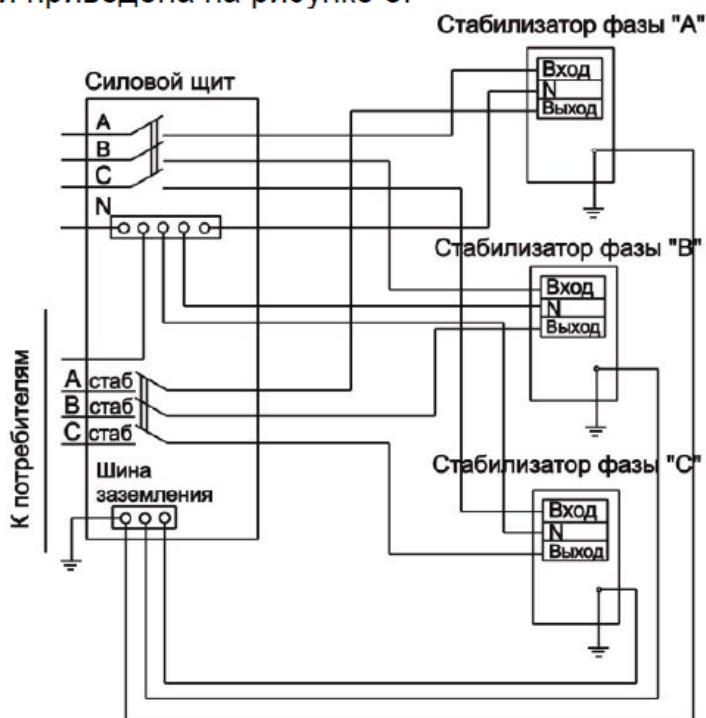 приведена на рисунке
Стабилизатор фазы "А"
Силовой щит
Вход
N
Выход
А
В
С
N
Стабилизатор фазы "В"
Вход
N
Выход
К потребителям
А стаб
В стаб
С стаб
Шина
заземления
Стабилизатор фазы "С"
Вход
N
Выход